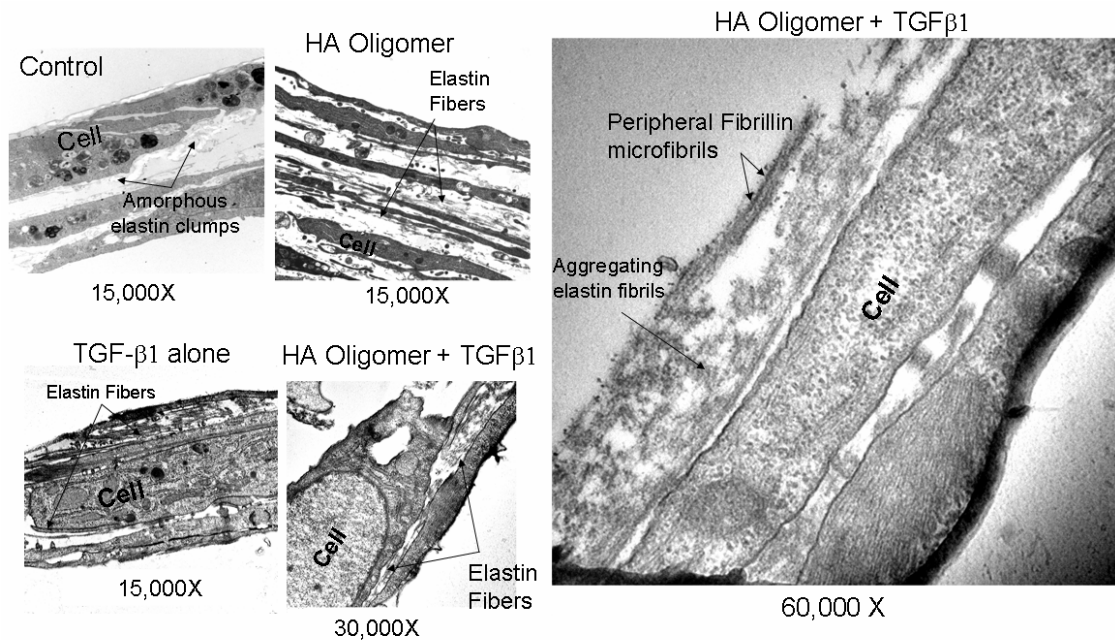 Control
Cell
Amorphous
elastin clumps
15,000X
HA Oligomer
Elastin
Fibers
Cell
15,000X
TGF-β1 alone
Elastin Fibers
Cell
15,000X
HA Oligomer + TGFβ1
Cell
Elastin
Fibers
30,000X
HA Oligomer + TGFβ1
Peripheral Fibrillin
microfibrils
Aggregating
elastin fibrils
Cell
60,000 X